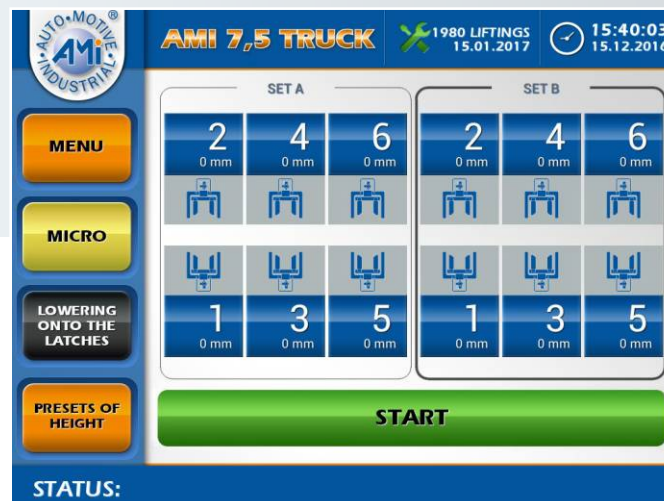 AUTO-MOTIVE
AMi®
INDUSTRIAL
AMI 7,5 TRUCK
1980 LIFTINGS
15.01.2017
15:40:03
15.12.2016
SET A
SET B
MENU
2 4 6 2 4 6
0 mm 0 mm 0 mm 0 mm 0 mm 0 mm
MICRO
LOWERING
ONTO THE
LATCHES
1 3 5 1 3 5
0 mm 0 mm 0 mm 0 mm 0 mm 0 mm
PRESETS OF
HEIGHT
START
STATUS: